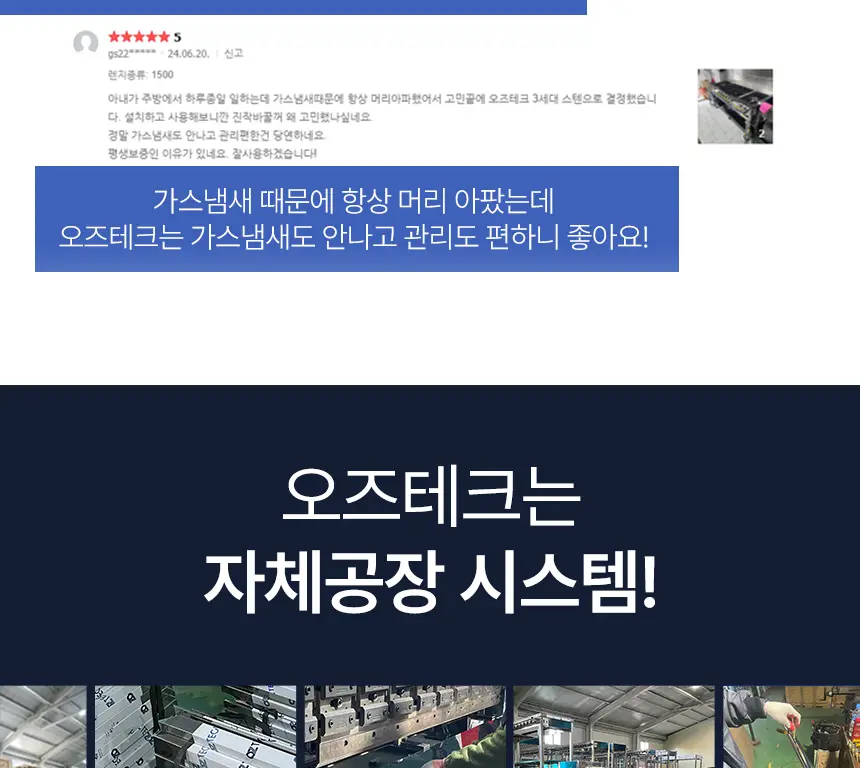 ★★★★★ 5
gs22***** · 24.06.20. | 신고
렌지종류: 1500
아내가 주방에서 하루종일 일하는데 가스냄새때문에 항상 머리아파했어서 고민끝에 오즈테크 3세대 스텐으로 결정했습니
다. 설치하고 사용해보니깐 진작바꿀꺼 왜 고민했나싶네요.
정말 가스냄새도 안나고 관리편한건 당연하네요.
평생보증인 이유가 있네요. 잘사용하겠습니다!
2
가스냄새 때문에 항상 머리 아팠는데
오즈테크는 가스냄새도 안나고 관리도 편하니 좋아요!
오즈테크는
자체공장 시스템!